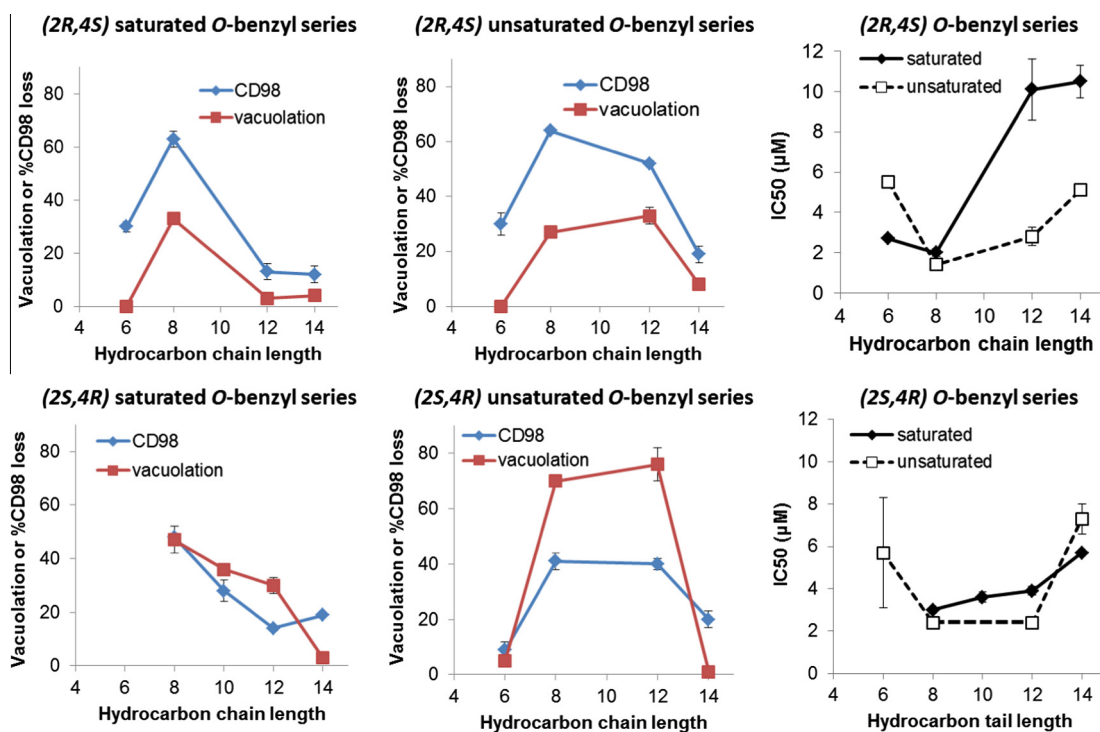 (2R,4S) saturated O-benzyl series
80
60
40
20
0
4
6
8
10
12
14
Vacuolation or %CD98 loss
Hydrocarbon chain length
CD98
vacuolation
(2R,4S) unsaturated O-benzyl series
80
60
40
20
0
4
6
8
10
12
14
Vacuolation or %CD98 loss
Hydrocarbon chain length
CD98
vacuolation
(2R,4S) O-benzyl series
12
10
8
6
4
2
0
4
6
8
10
12
14
IC50 (µM)
Hydrocarbon chain length
saturated
unsaturated
(2S,4R) saturated O-benzyl series
80
60
40
20
0
4
6
8
10
12
14
Vacuolation or %CD98 loss
Hydrocarbon chain length
CD98
vacuolation
(2S,4R) unsaturated O-benzyl series
80
60
40
20
0
4
6
8
10
12
14
Vacuolation or %CD98 loss
Hydrocarbon chain length
CD98
vacuolation
(2S,4R) O-benzyl series
12
10
8
6
4
2
0
4
6
8
10
12
14
IC50 (µM)
Hydrocarbon tail length
saturated
unsaturated